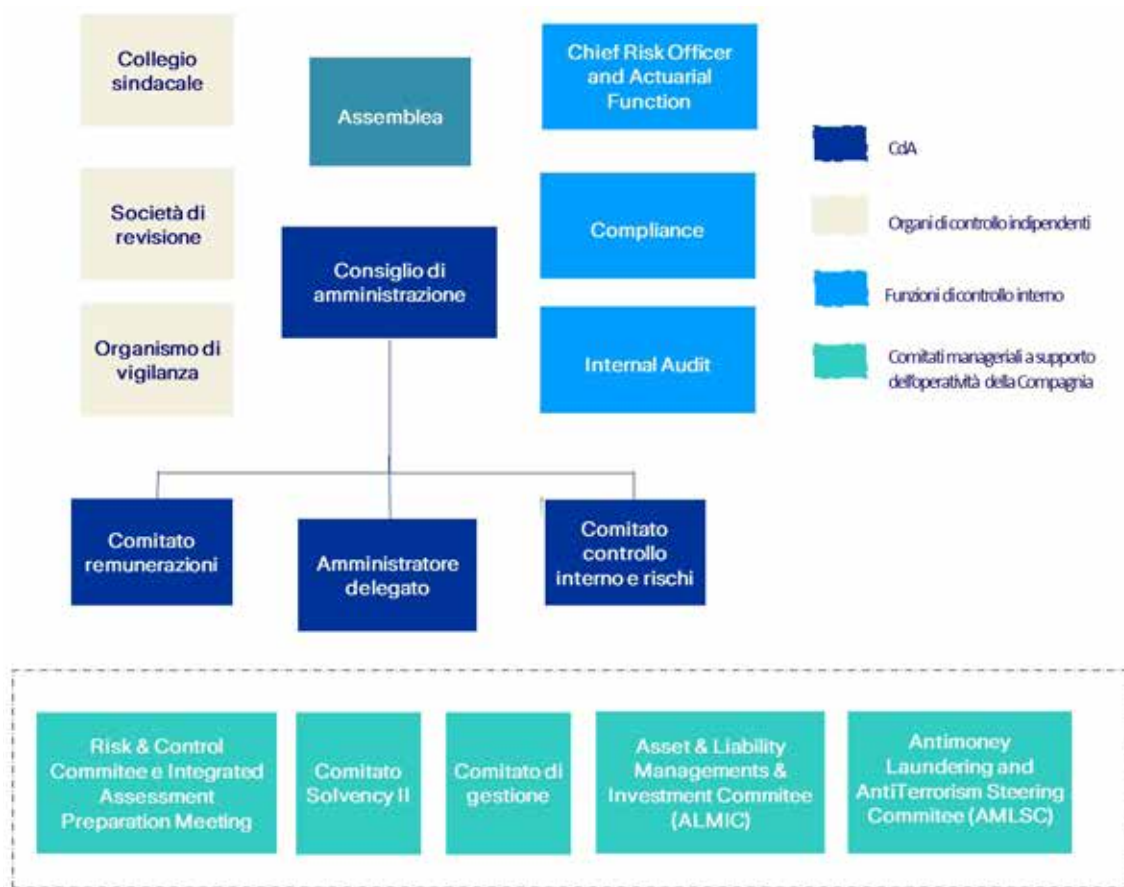 Collegio
sindacale
Assemblea
Chief Risk Officer
and Actuarial
Function
Società di
revisione
Consiglio di
amministrazione
Compliance
Organismo di
vigilanza
Internal Audit
CdA
Organi di controllo indipendenti
Funzioni di controllo interno
Comitati manageriali a supporto
dell'operatività della Compagnia
Comitato
remunerazioni
Amministratore
delegato
Comitato
controllo
interno e rischi
Risk & Control
Commitee e Integrated
Assessment
Preparation Meeting
Comitato
Solvency II
Comitato di
gestione
Asset & Liability
Managements &
Investment Commitee
(ALMIC)
Antimoney
Laundering and
AntiTerrorism Steering
Commitee (AMLSC)